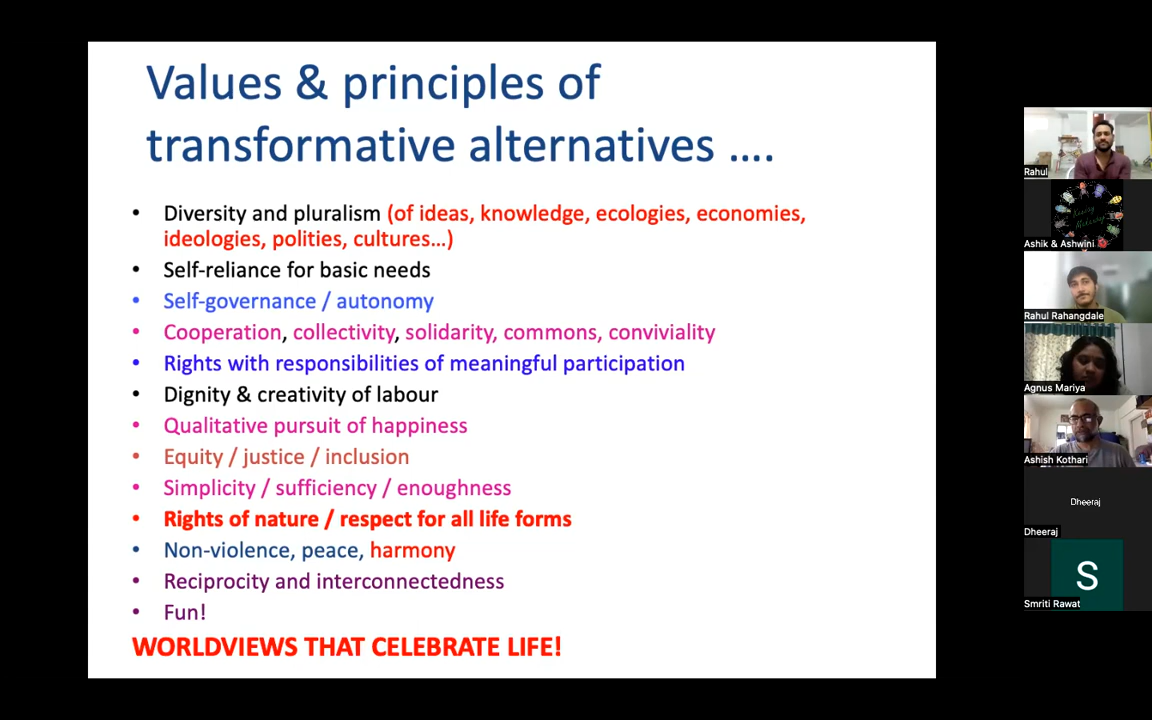 Values & principles of
transformative alternatives ....
• Diversity and pluralism (of ideas, knowledge, ecologies, economies,
ideologies, polities, cultures…)
• Self-reliance for basic needs
• Self-governance / autonomy
• Cooperation, collectivity, solidarity, commons, conviviality
• Rights with responsibilities of meaningful participation
• Dignity & creativity of labour
• Qualitative pursuit of happiness
• Equity / justice / inclusion
• Simplicity / sufficiency / enoughness
• Rights of nature / respect for all life forms
• Non-violence, peace, harmony
• Reciprocity and interconnectedness
• Fun!
WORLDVIEWS THAT CELEBRATE LIFE!
Rahul
Ashik & Ashwini
Rahul Rahangdale
Agnus Mariya
Ashish Kothari
Dheeraj
Dheeraj
S
Smriti Rawat